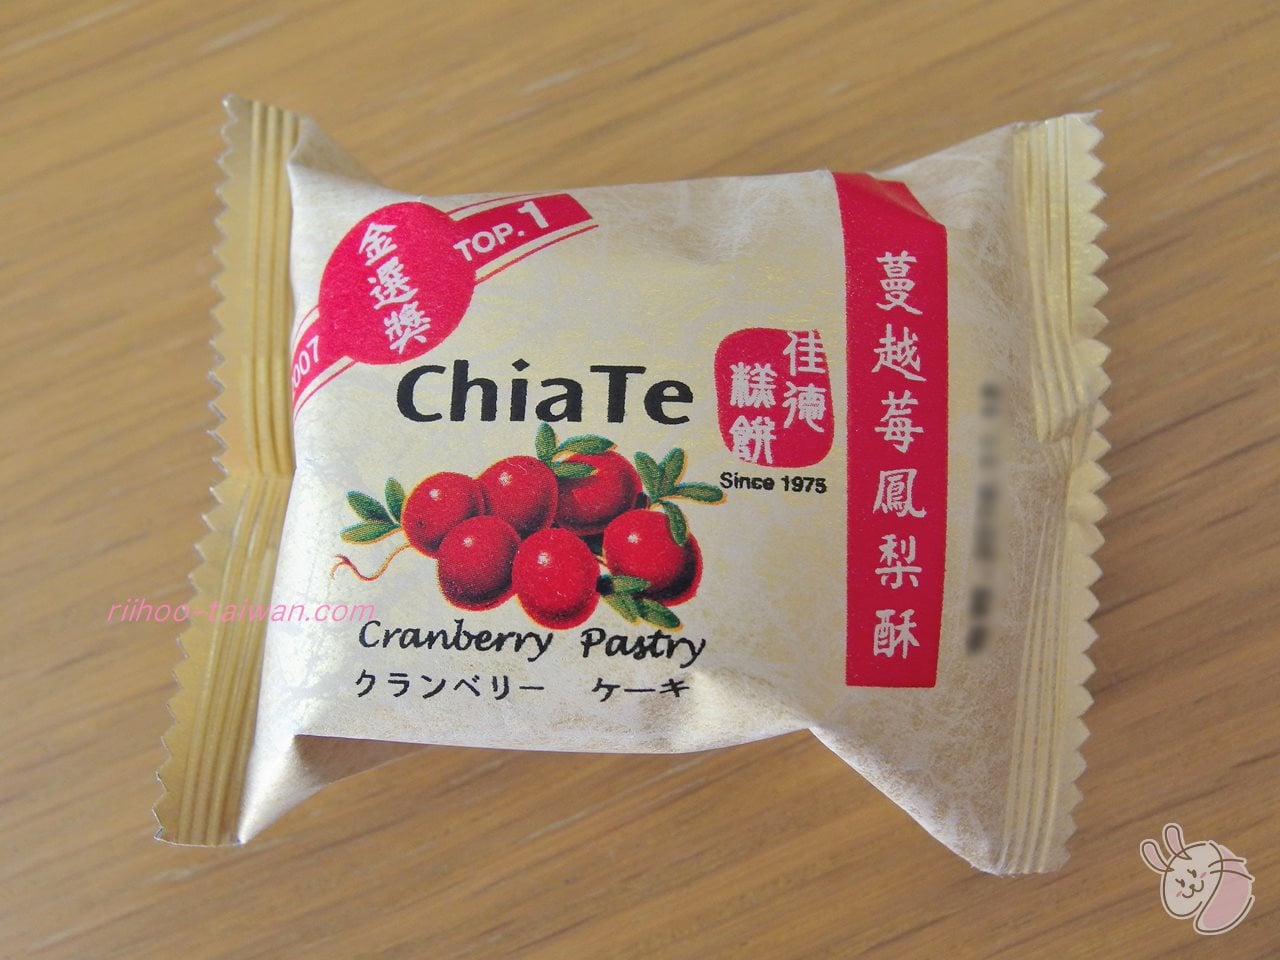 金選獎
TOP. 1
2007
ChiaTe
佳德
糕餅
Since 1975
蔓越莓鳳梨酥
riihoo-taiwan.com
Cranberry Pastry
クランベリー ケーキ